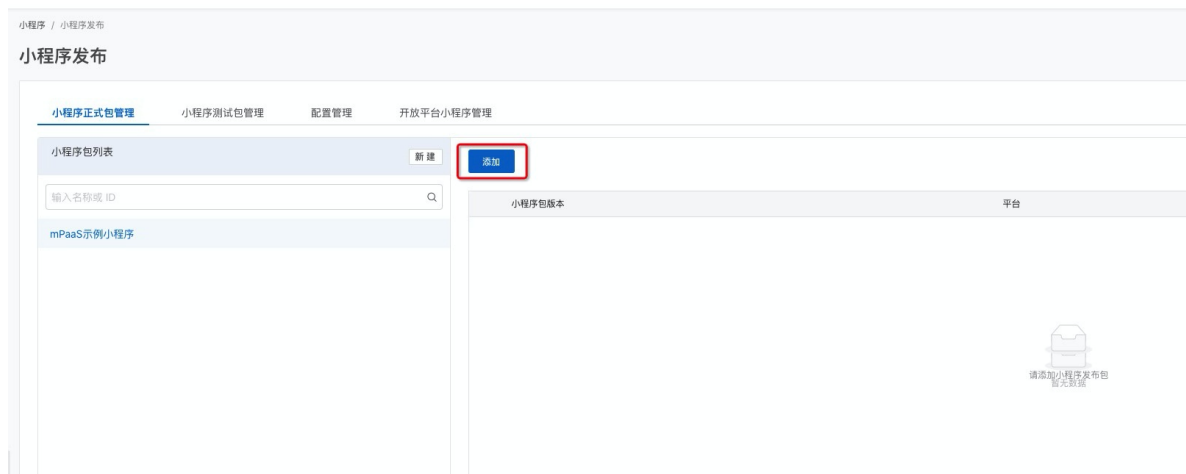 小程序 / 小程序发布
小程序发布
小程序正式包管理 小程序测试包管理 配置管理 开放平台小程序管理
小程序包列表 新建 添加
输入名称或 ID
小程序包版本 平台
mPaaS示例小程序
请添加小程序发布包
暂无数据